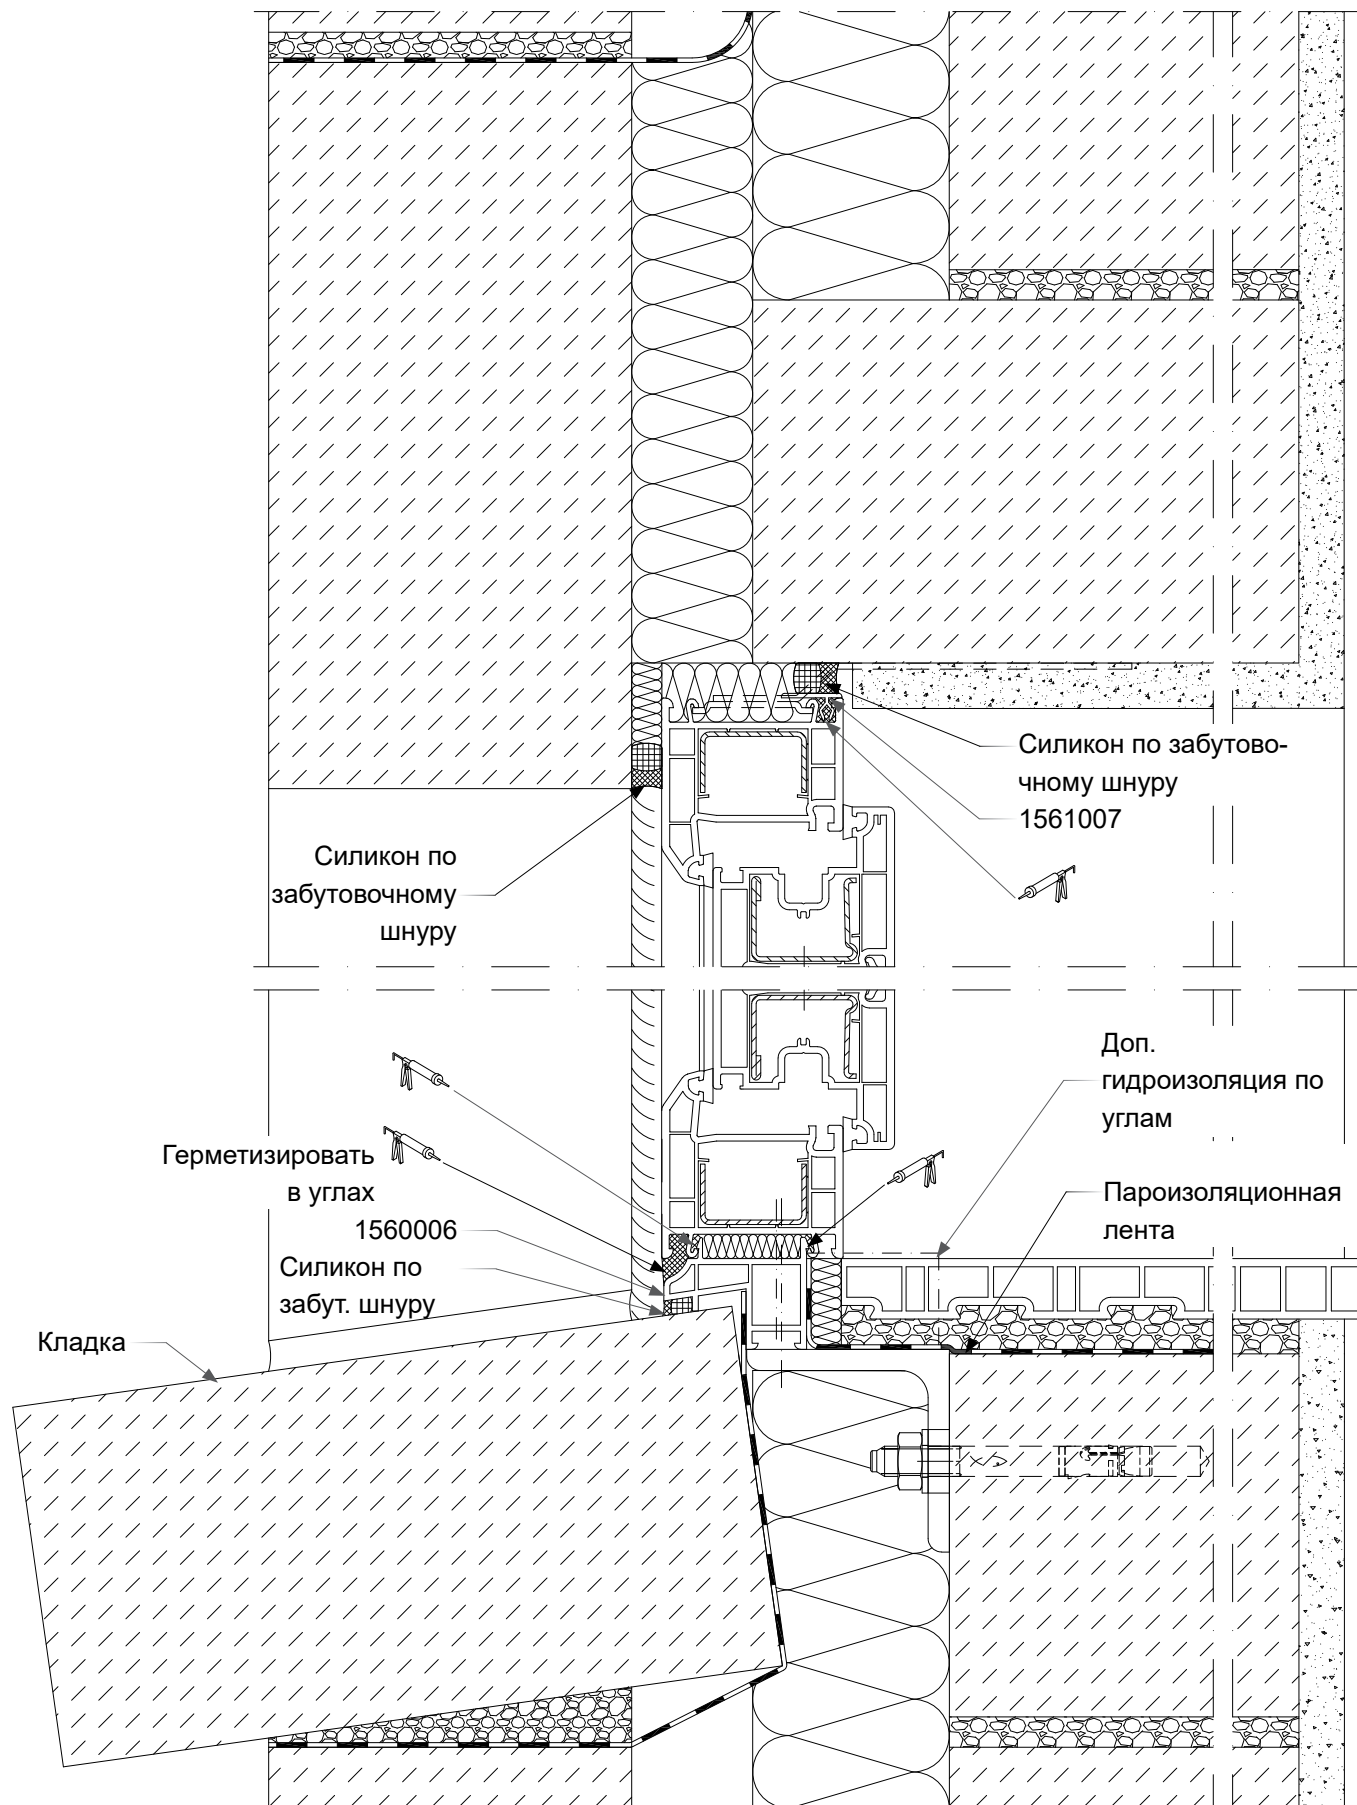 Силикон по забутово-
чному шнуру
1561007
Силикон по
забутовочному
шнуру
Доп.
гидроизоляция по
углам
Герметизировать
в углах
1560006
Силикон по
забут. шнуру
Пароизоляционная
лента
Кладка